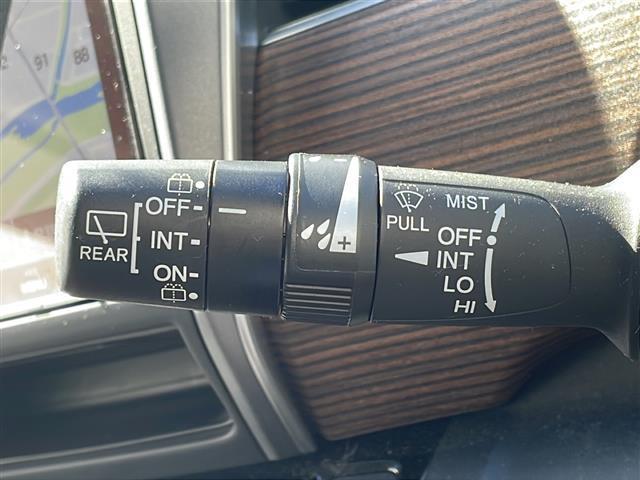 91 88
REAR
OFF
INT
ON
− +
PULL
MIST
OFF
INT
LO
HI